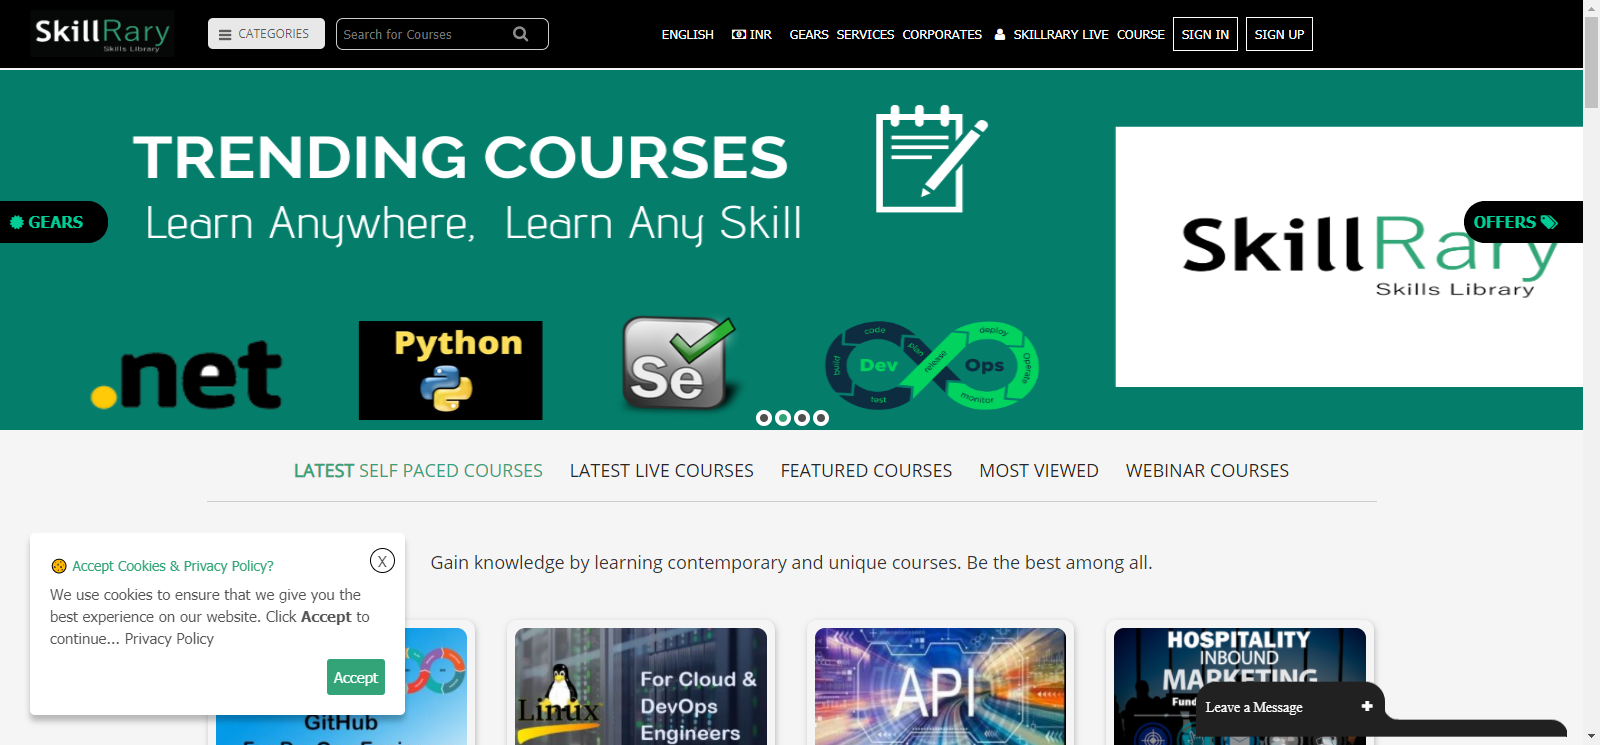 SkillRary
Skills Library
CATEGORIES
Search for Courses
ENGLISH INR GEARS SERVICES CORPORATES SKILLRARY LIVE COURSE SIGN IN SIGN UP
TRENDING COURSES
Learn Anywhere, Learn Any Skill
GEARS
OFFERS
SkillRary
Skills Library
.net
Python
Se
Dev Ops
code
plan
build
test
release
deploy
operate
monitor
LATEST SELF PACED COURSES LATEST LIVE COURSES FEATURED COURSES MOST VIEWED WEBINAR COURSES
Gain knowledge by learning contemporary and unique courses. Be the best among all.
Accept Cookies & Privacy Policy?
X
We use cookies to ensure that we give you the
best experience on our website. Click Accept to
continue... Privacy Policy
Accept
GitHub
Linux
For Cloud &
DevOps
Engineers
API
HOSPITALITY
INBOUND
MARKETING
Leave a Message